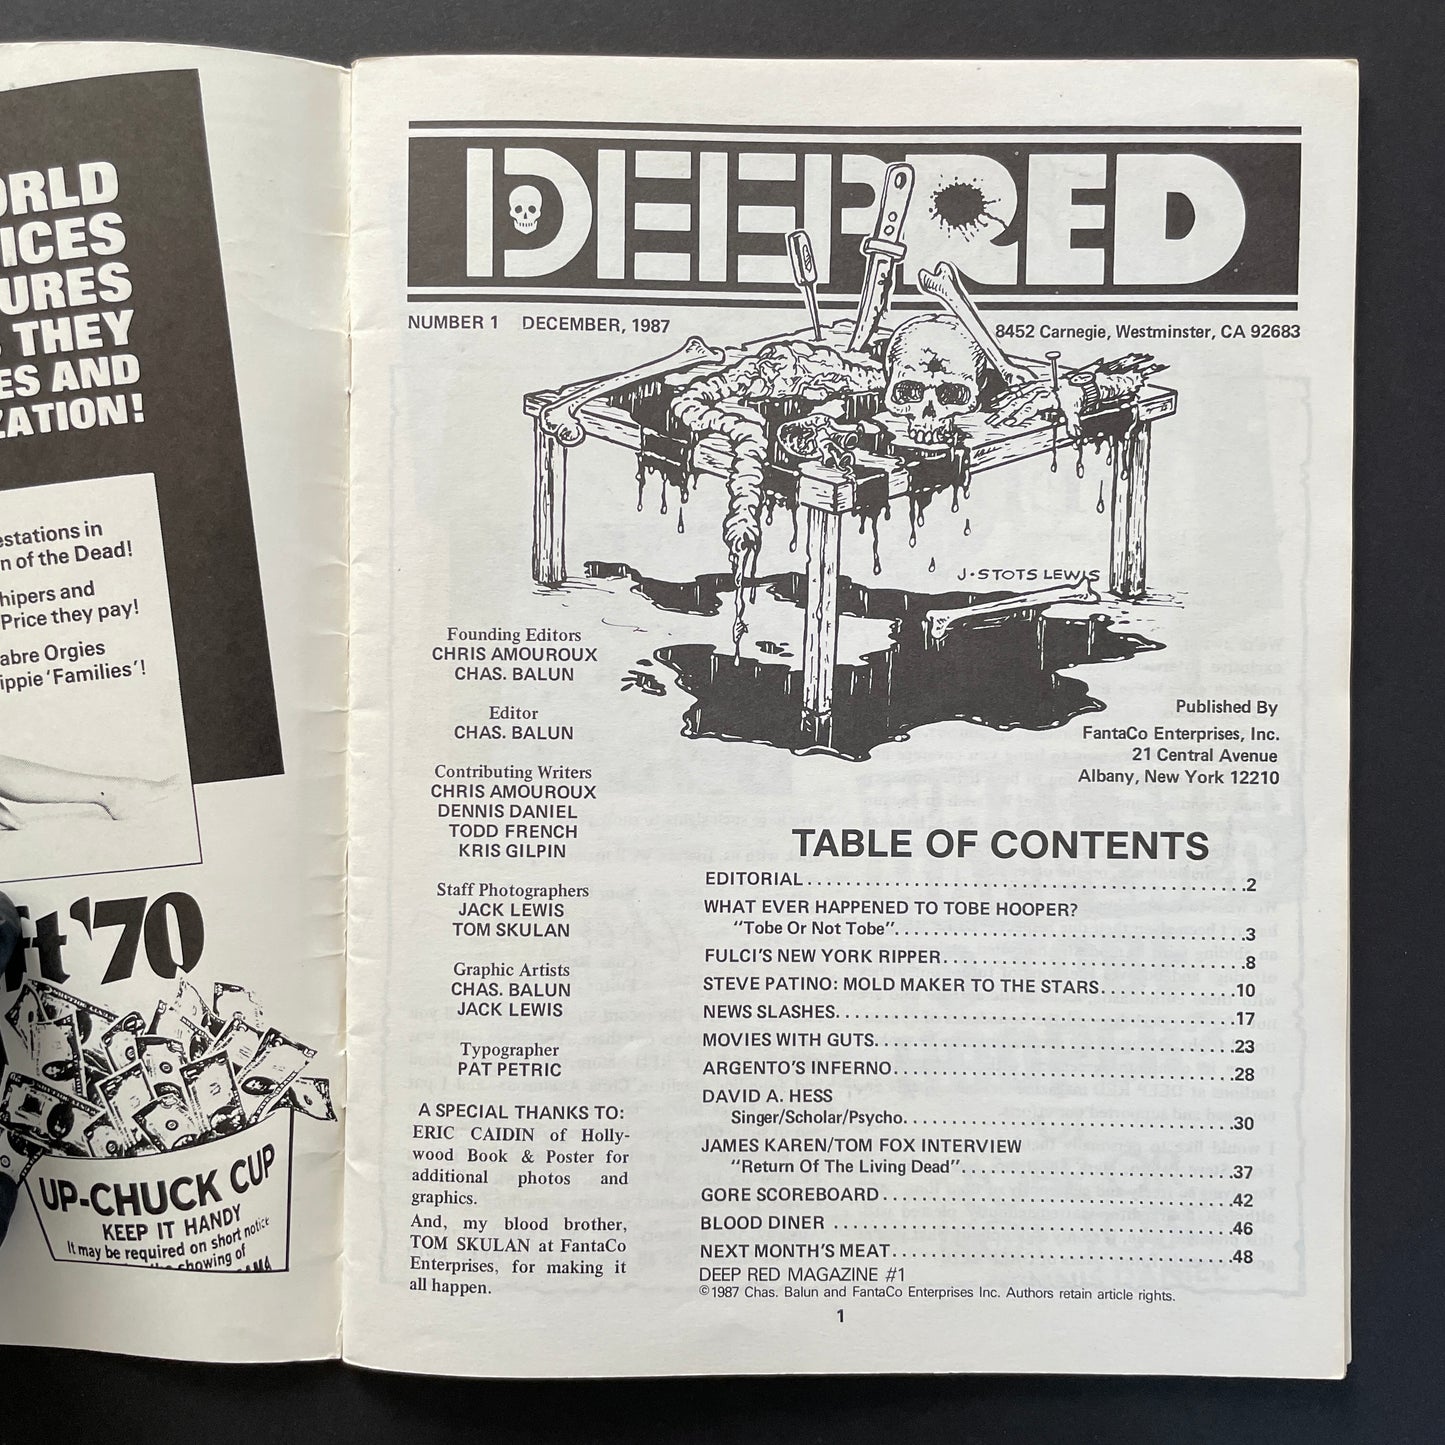 ORLD
ICES
URES
THEY
ES AND
ZATION!
estations in
n of the Dead!
hipers and
Price they pay!
abre Orgies
ippie 'Families'!
'70
UP-CHUCK CUP
KEEP IT HANDY
It may be required on short notice
showing of
DEEP RED
NUMBER 1 DECEMBER, 1987
8452 Carnegie, Westminster, CA 92683
J. STOTS LEWIS
Founding Editors
CHRIS AMOUROUX
CHAS. BALUN
Editor
CHAS. BALUN
Contributing Writers
CHRIS AMOUROUX
DENNIS DANIEL
TODD FRENCH
KRIS GILPIN
Staff Photographers
JACK LEWIS
TOM SKULAN
Graphic Artists
CHAS. BALUN
JACK LEWIS
Typographer
PAT PETRIC
A SPECIAL THANKS TO:
ERIC CAIDIN of Holly-
wood Book & Poster for
additional photos and
graphics.
And, my blood brother,
TOM SKULAN at FantaCo
Enterprises, for making it
all happen.
Published By
FantaCo Enterprises, Inc.
21 Central Avenue
Albany, New York 12210
TABLE OF CONTENTS
EDITORIAL.................................................2
WHAT EVER HAPPENED TO TOBE HOOPER?
"Tobe Or Not Tobe".......................................3
FULCI'S NEW YORK RIPPER..................................8
STEVE PATINO: MOLD MAKER TO THE STARS.................10
NEWS SLASHES.............................................17
MOVIES WITH GUTS.........................................23
ARGENTO'S INFERNO.......................................28
DAVID A. HESS
Singer/Scholar/Psycho.....................................30
JAMES KAREN/TOM FOX INTERVIEW
"Return Of The Living Dead"...............................37
GORE SCOREBOARD........................................42
BLOOD DINER .............................................46
NEXT MONTH'S MEAT.......................................48
DEEP RED MAGAZINE #1
©1987 Chas. Balun and FantaCo Enterprises Inc. Authors retain article rights.
1